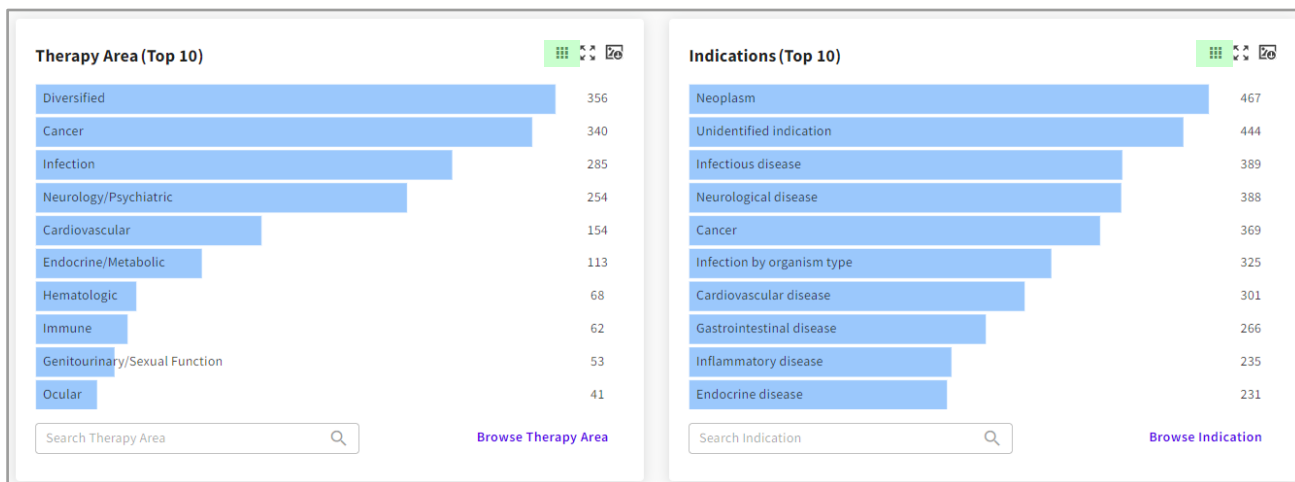 Therapy Area (Top 10)
Diversified 356
Cancer 340
Infection 285
Neurology/Psychiatric 254
Cardiovascular 154
Endocrine/Metabolic 113
Hematologic 68
Immune 62
Genitourinary/Sexual Function 53
Ocular 41
Search Therapy Area
Browse Therapy Area
Indications (Top 10)
Neoplasm 467
Unidentified indication 444
Infectious disease 389
Neurological disease 388
Cancer 369
Infection by organism type 325
Cardiovascular disease 301
Gastrointestinal disease 266
Inflammatory disease 235
Endocrine disease 231
Search Indication
Browse Indication